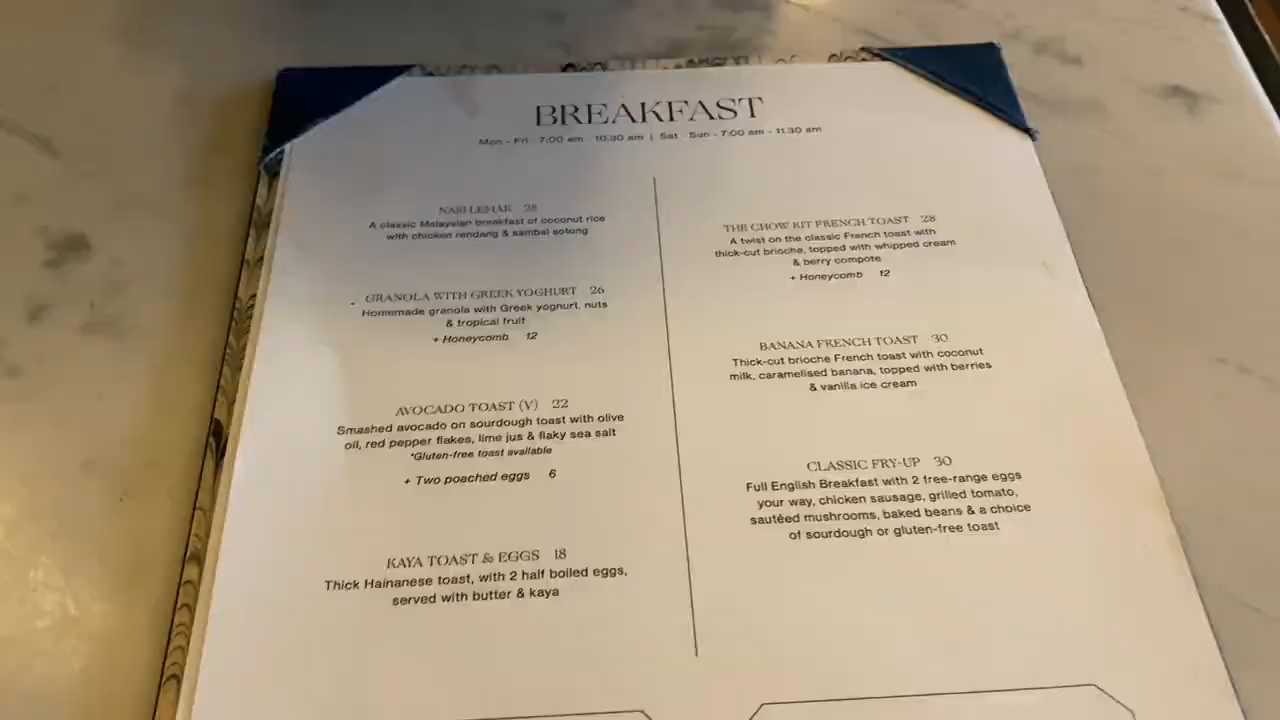 BREAKFAST
Mon - Fri - 7:00 am - 10.30 am | Sat - Sun - 7:00 am - 11.30 am
NASI LEMAK 28
A classic Malaysian breakfast of coconut rice
with chicken rendang & sambal sotong
GRANOLA WITH GREEK YOGHURT 26
Homemade granola with Greek yoghurt, nuts
& tropical fruit
+ Honeycomb 12
AVOCADO TOAST (V) 22
Smashed avocado on sourdough toast with olive
oil, red pepper flakes, lime jus & flaky sea salt
*Gluten-free toast available
+ Two poached eggs 6
KAYA TOAST & EGGS 18
Thick Hainanese toast, with 2 half boiled eggs,
served with butter & kaya
THE CHOW KIT FRENCH TOAST 28
A twist on the classic French toast with
thick-cut brioche, topped with whipped cream
& berry compote
+ Honeycomb 12
BANANA FRENCH TOAST 30
Thick-cut brioche French toast with coconut
milk, caramelised banana, topped with berries
& vanilla ice cream
CLASSIC FRY-UP 30
Full English Breakfast with 2 free-range eggs
your way, chicken sausage, grilled tomato,
sautéed mushrooms, baked beans & a choice
of sourdough or gluten-free toast